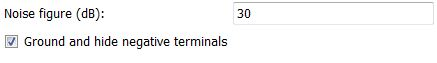 Noise figure (dB): 30
Ground and hide negative terminals